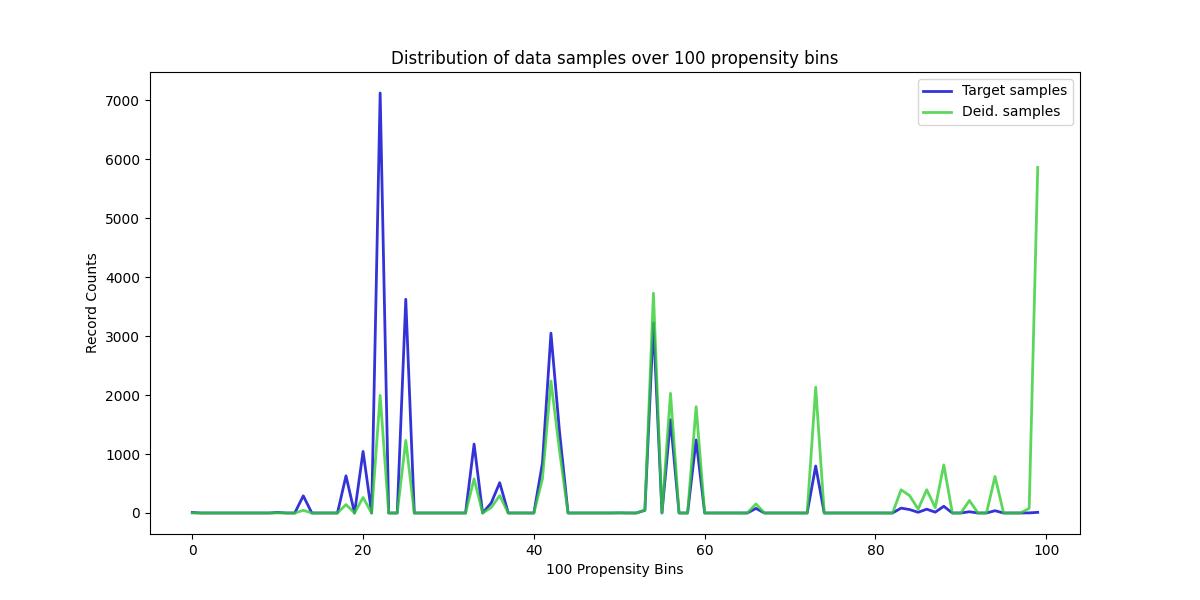 Distribution of data samples over 100 propensity bins
Target samples
Deid. samples
7000
6000
5000
4000
3000
2000
1000
0
Record Counts
0 20 40 60 80 100
100 Propensity Bins